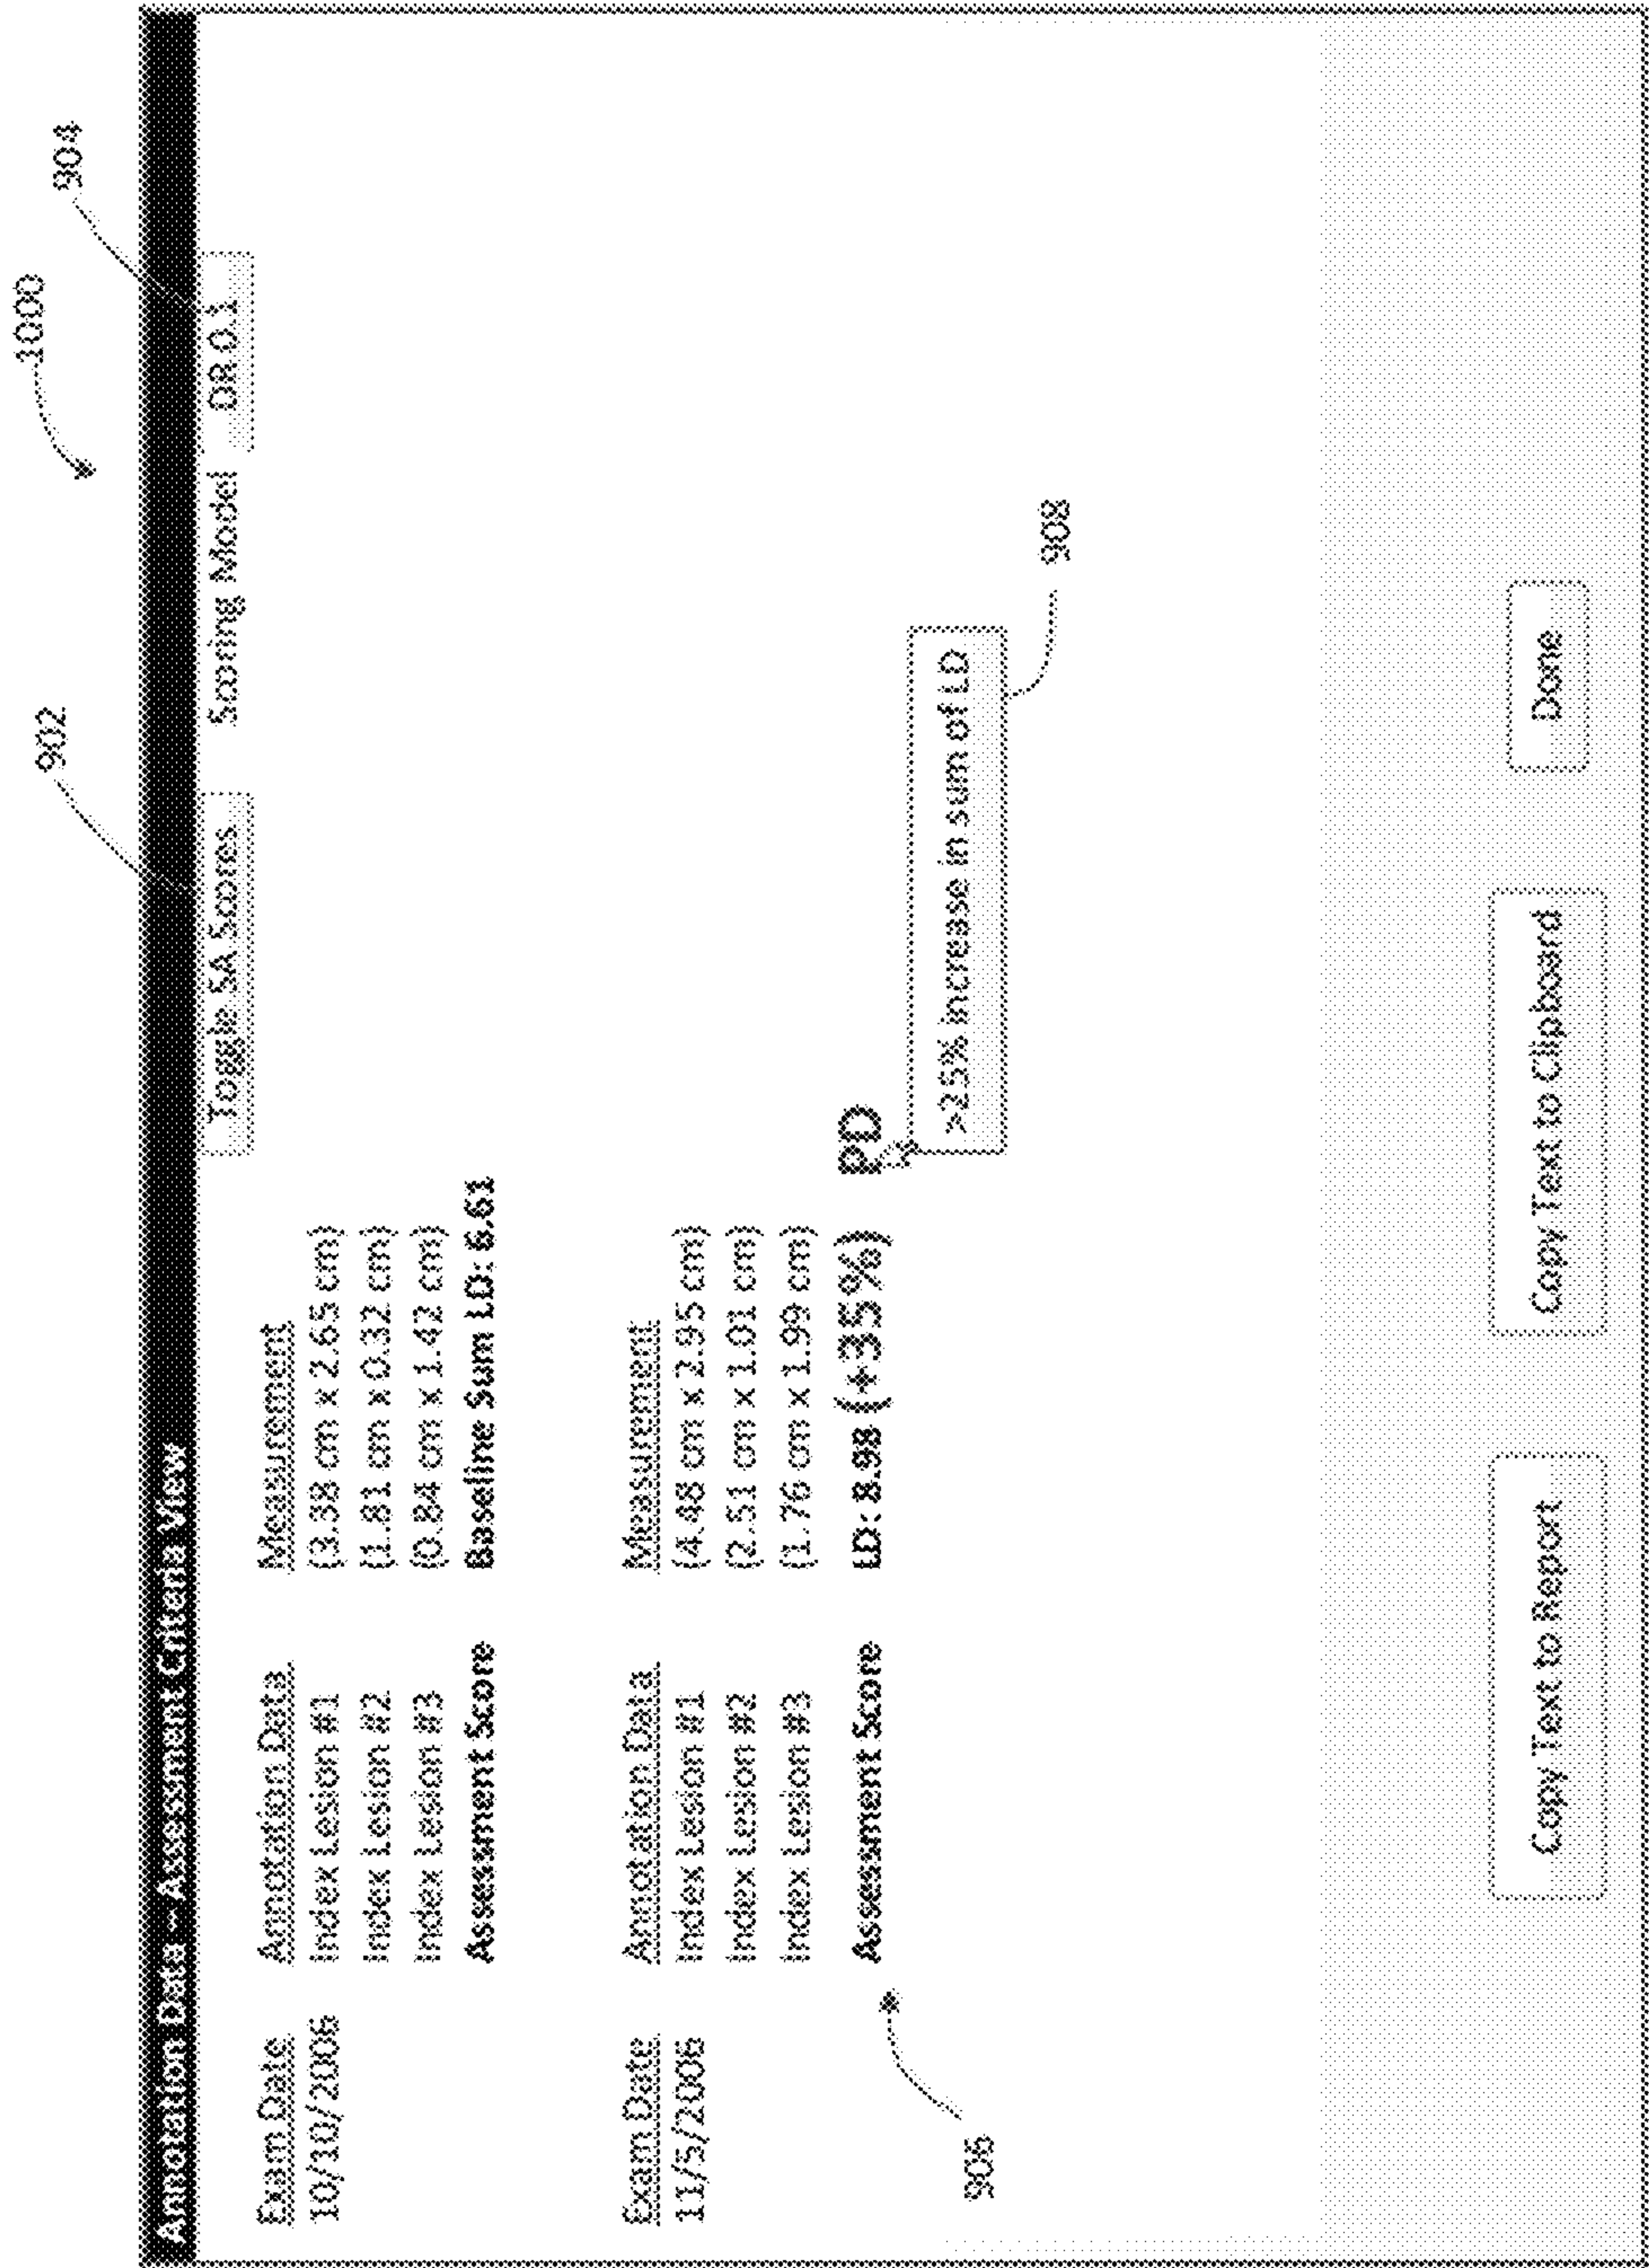 1000
902
904
Annotation Data – Assessment Criteria View
Toggle SA Scores Scoring Model DR.0.1
Exam Date Annotation Data Measurement
10/10/2006 Index Lesion #1 (3.38 cm x 2.65 cm)
Index Lesion #2 (1.81 cm x 0.32 cm)
Index Lesion #3 (0.84 cm x 1.42 cm)
Assessment Score Baseline Sum LD: 6.61
Exam Date Annotation Data Measurement
11/5/2006 Index Lesion #1 (4.48 cm x 2.95 cm)
Index Lesion #2 (2.51 cm x 1.01 cm)
Index Lesion #3 (1.76 cm x 1.99 cm)
Assessment Score LD: 8.98 (+35%) PD
>25% increase in sum of LD
906
908
Copy Text to Report Copy Text to Clipboard Done